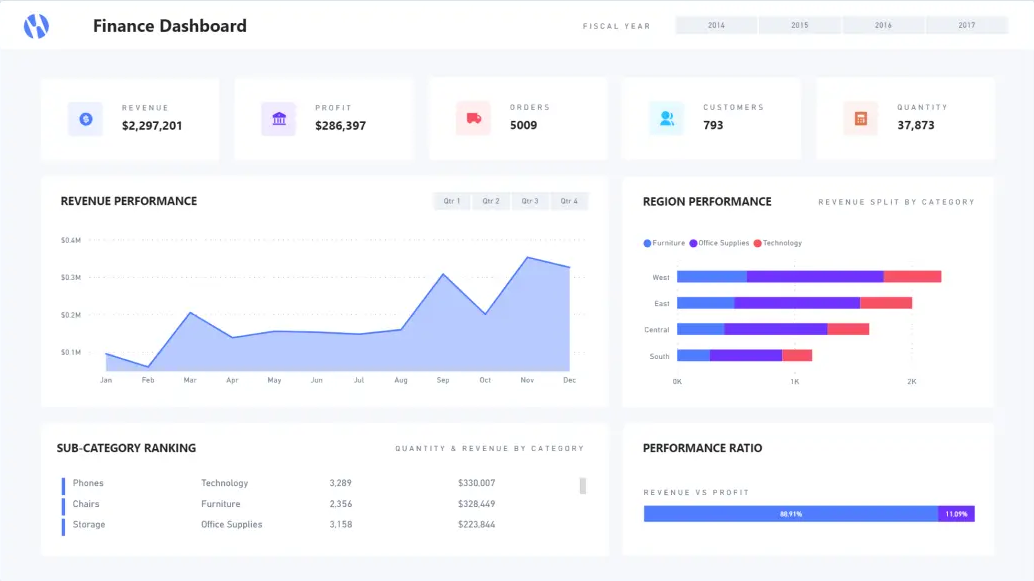 Finance Dashboard
FISCAL YEAR
2014 2015 2016 2017
REVENUE
$2,297,201
PROFIT
$286,397
ORDERS
5009
CUSTOMERS
793
QUANTITY
37,873
REVENUE PERFORMANCE
Qtr 1 Qtr 2 Qtr 3 Qtr 4
$0.4M
$0.3M
$0.2M
$0.1M
Jan Feb Mar Apr May Jun Jul Aug Sep Oct Nov Dec
REGION PERFORMANCE
REVENUE SPLIT BY CATEGORY
Furniture Office Supplies Technology
West
East
Central
South
0K 1K 2K
SUB-CATEGORY RANKING
QUANTITY & REVENUE BY CATEGORY
Phones Technology 3,289 $330,007
Chairs Furniture 2,356 $328,449
Storage Office Supplies 3,158 $223,844
PERFORMANCE RATIO
REVENUE VS PROFIT
88.91% 11.09%